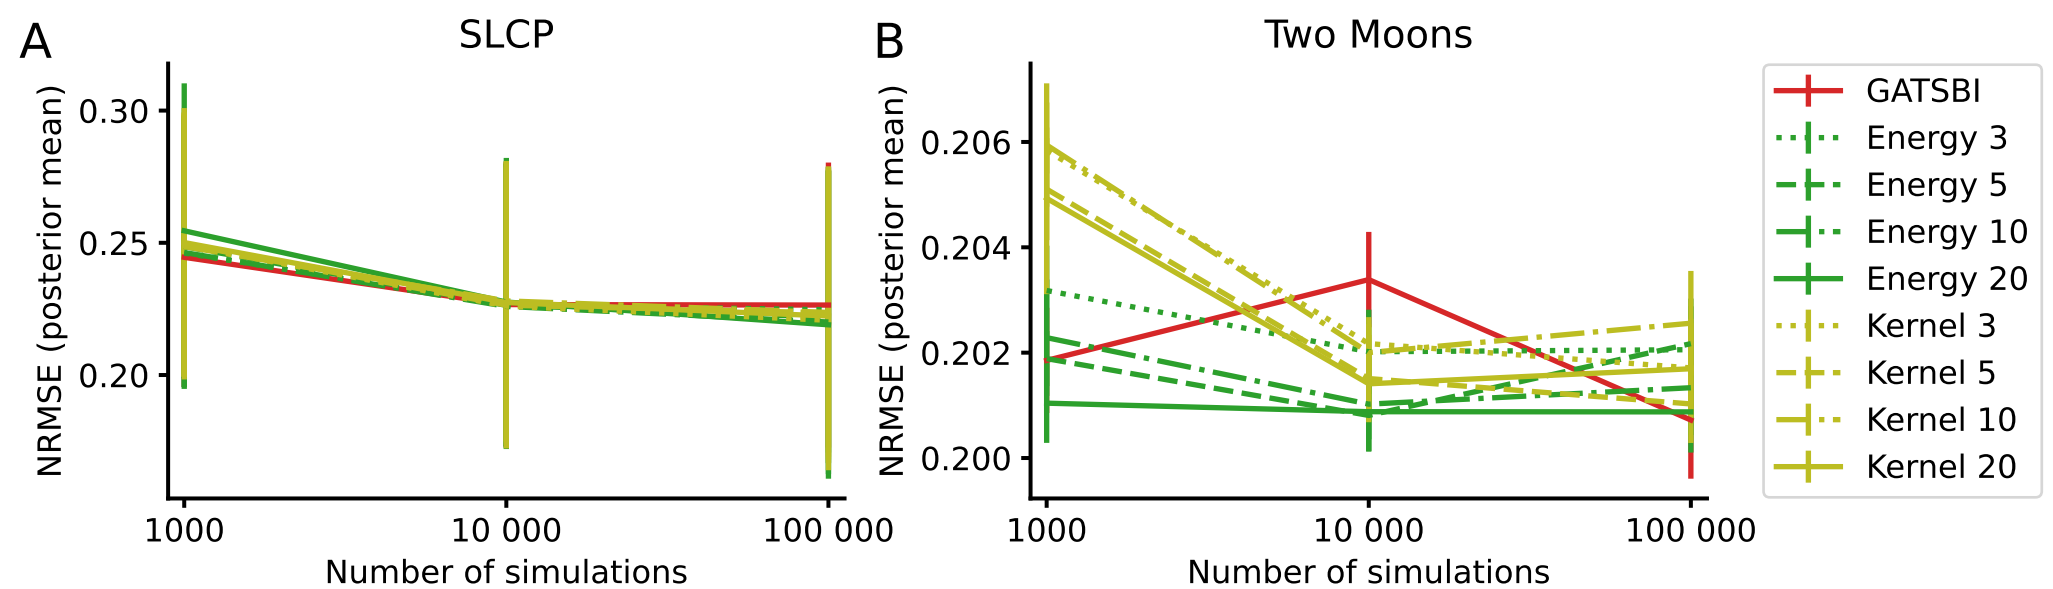 A
SLCP
NRMSE (posterior mean)
0.30
0.25
0.20
1000
10 000
100 000
Number of simulations
B
Two Moons
NRMSE (posterior mean)
0.206
0.204
0.202
0.200
1000
10 000
100 000
Number of simulations
GATSBI
Energy 3
Energy 5
Energy 10
Energy 20
Kernel 3
Kernel 5
Kernel 10
Kernel 20